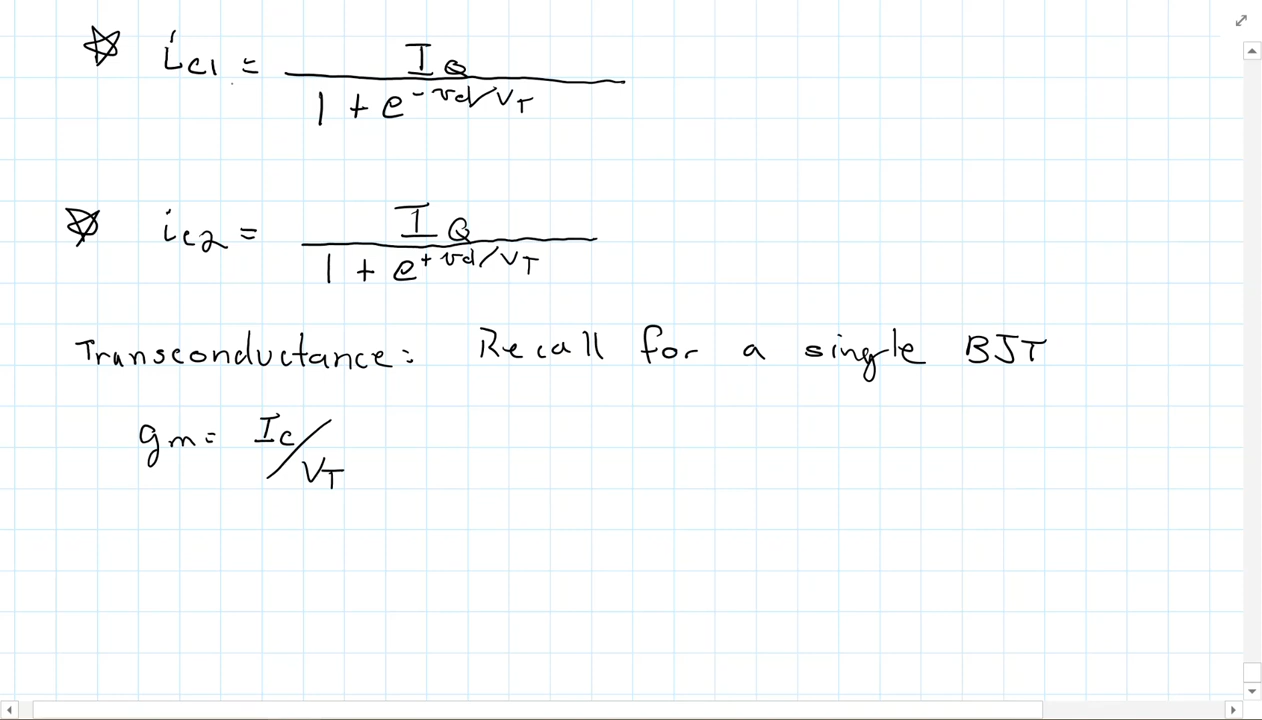 ☆ i_C1 = I_Q / (1 + e^(-vd/V_T))
☆ i_C2 = I_Q / (1 + e^(+vd/V_T))
Transconductance: Recall for a single BJT
gm = I_C/V_T